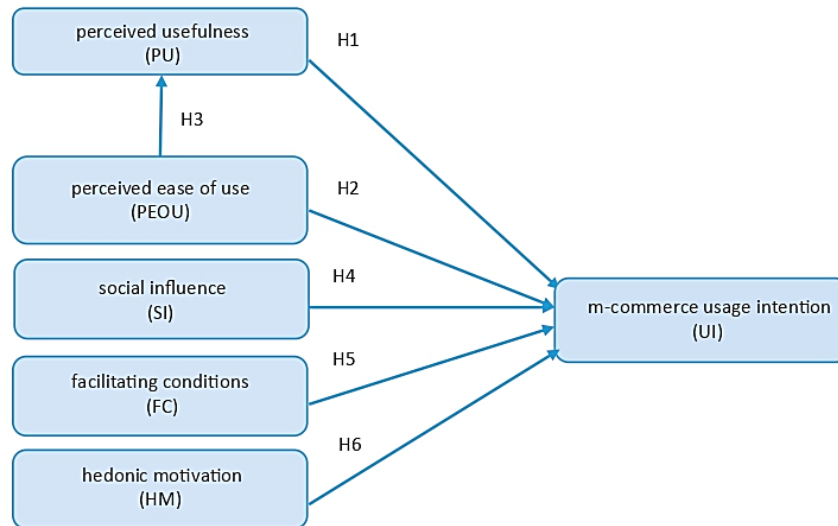 perceived usefulness
(PU)
H1
H3
perceived ease of use
(PEOU)
H2
social influence
(SI)
H4
m-commerce usage intention
(UI)
facilitating conditions
(FC)
H5
hedonic motivation
(HM)
H6